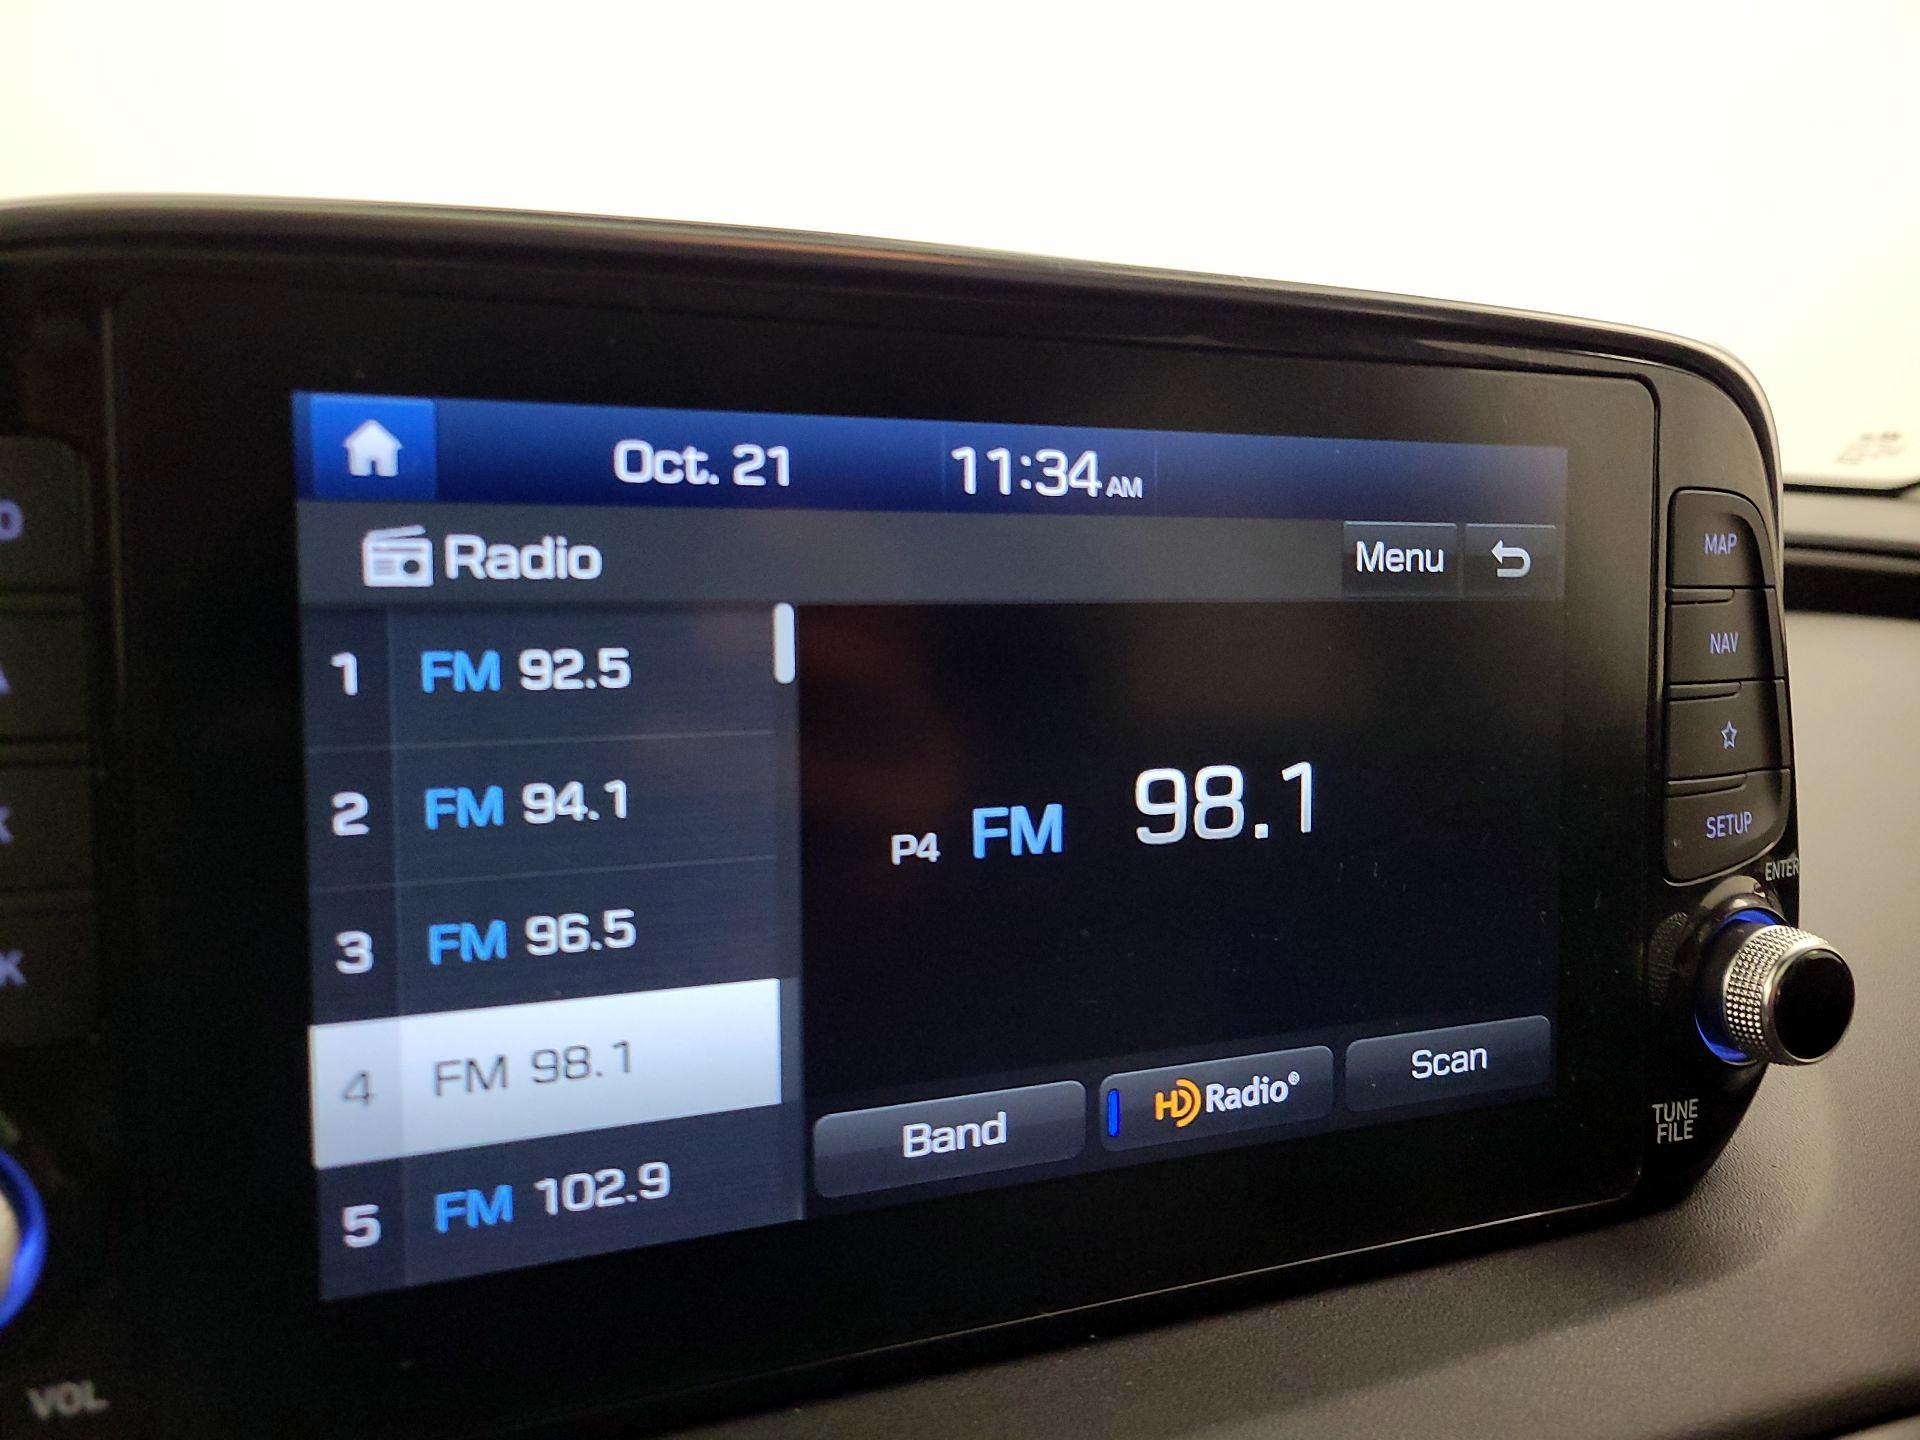 Oct. 21 11:34 AM
Radio
Menu
1 FM 92.5
2 FM 94.1
3 FM 96.5
4 FM 98.1
5 FM 102.9
P4 FM 98.1
Band
HD Radio®
Scan
MAP
NAV
SETUP
ENTER
TUNE
FILE
VOL